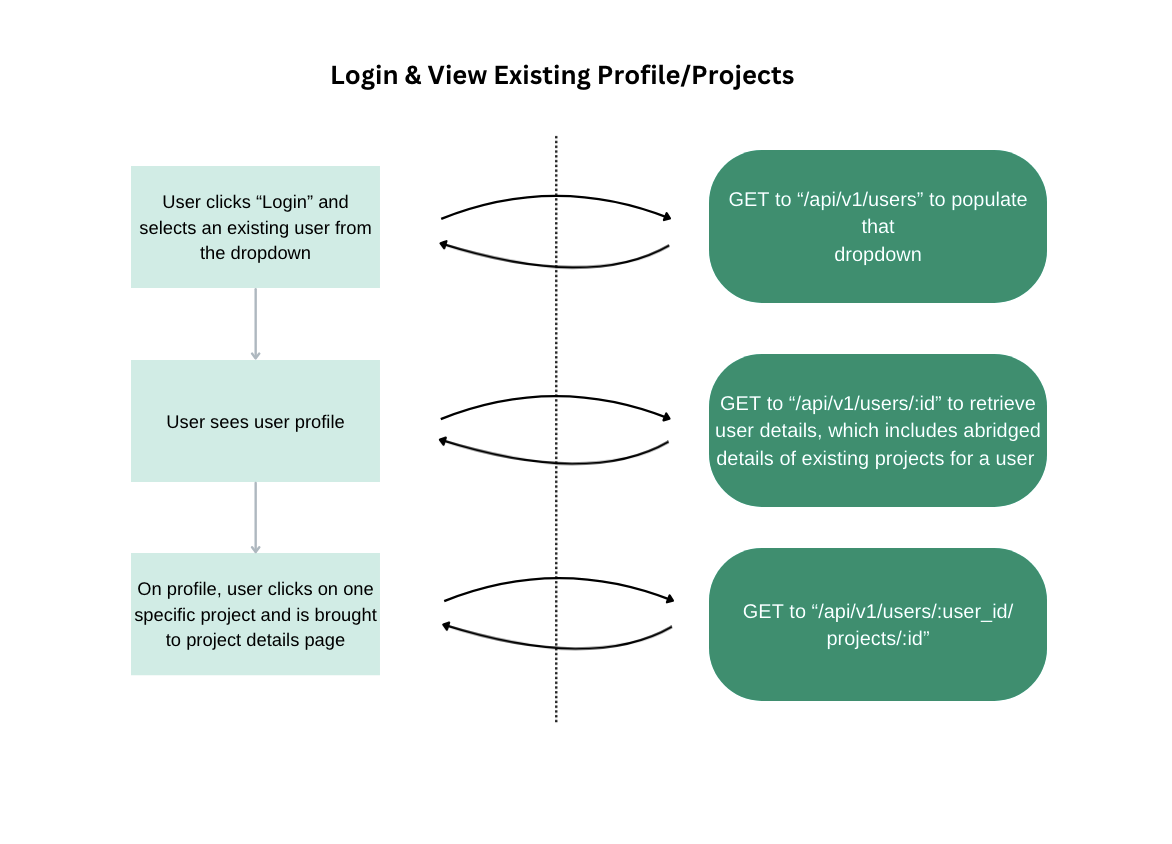 Login & View Existing Profile/Projects
User clicks “Login” and
selects an existing user from
the dropdown
GET to “/api/v1/users” to populate
that
dropdown
User sees user profile
GET to “/api/v1/users/:id” to retrieve
user details, which includes abridged
details of existing projects for a user
On profile, user clicks on one
specific project and is brought
to project details page
GET to “/api/v1/users/:user_id/
projects/:id”